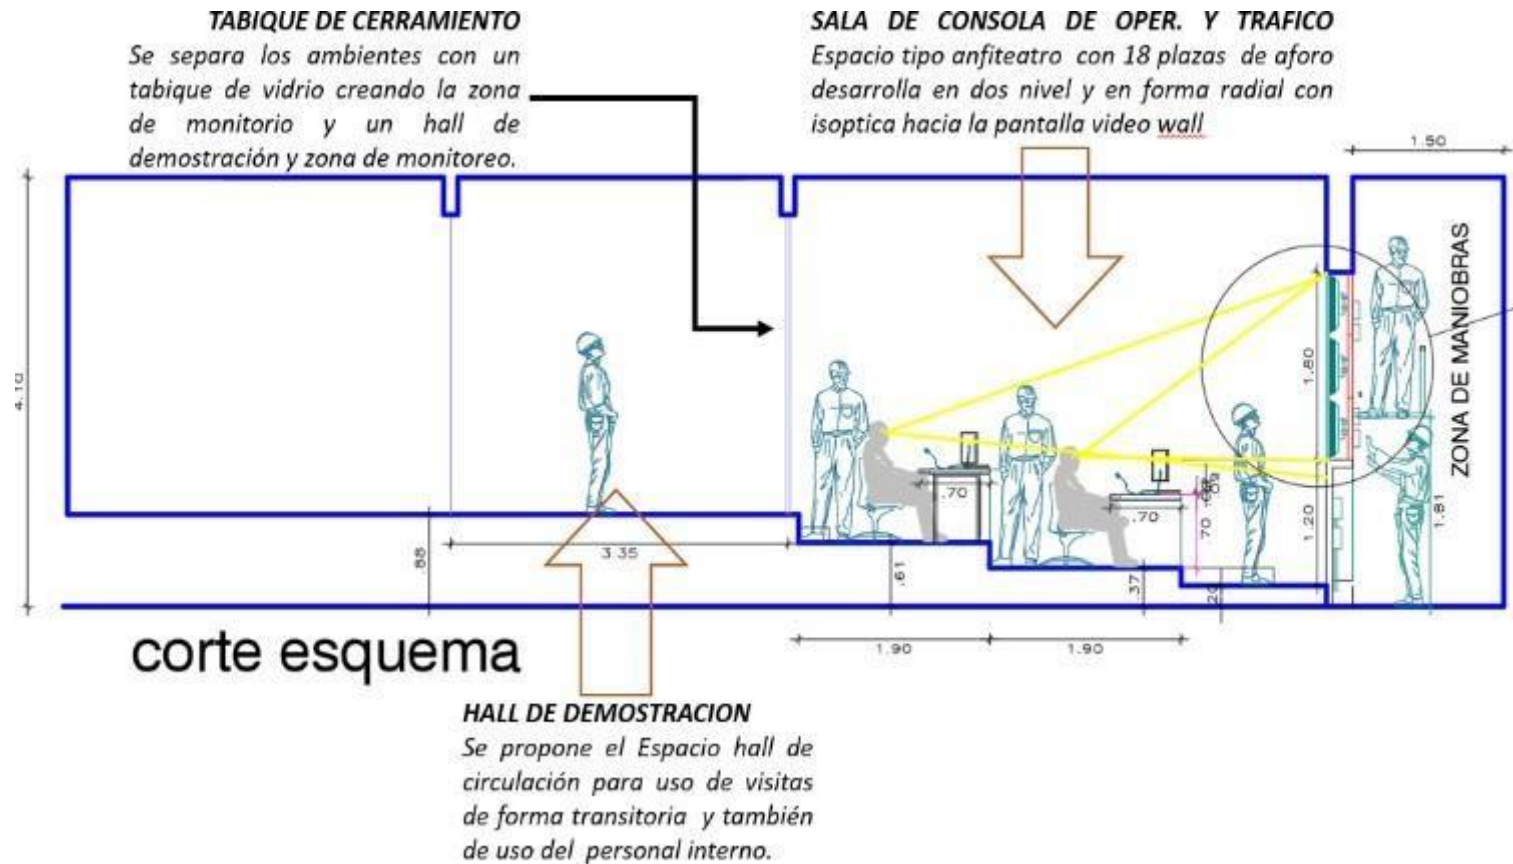 TABIQUE DE CERRAMIENTO
Se separa los ambientes con un
tabique de vidrio creando la zona
de monitorio y un hall de
demostración y zona de monitoreo.
SALA DE CONSOLA DE OPER. Y TRAFICO
Espacio tipo anfiteatro con 18 plazas de aforo
desarrolla en dos nivel y en forma radial con
isoptica hacia la pantalla video wall
1.50
4.10
ZONA DE MANIOBRAS
1.80
.70
.70
.70
1.20
1.81
.88
3.35
.61
.37
.20
1.90
1.90
corte esquema
HALL DE DEMOSTRACION
Se propone el Espacio hall de
circulación para uso de visitas
de forma transitoria y también
de uso del personal interno.